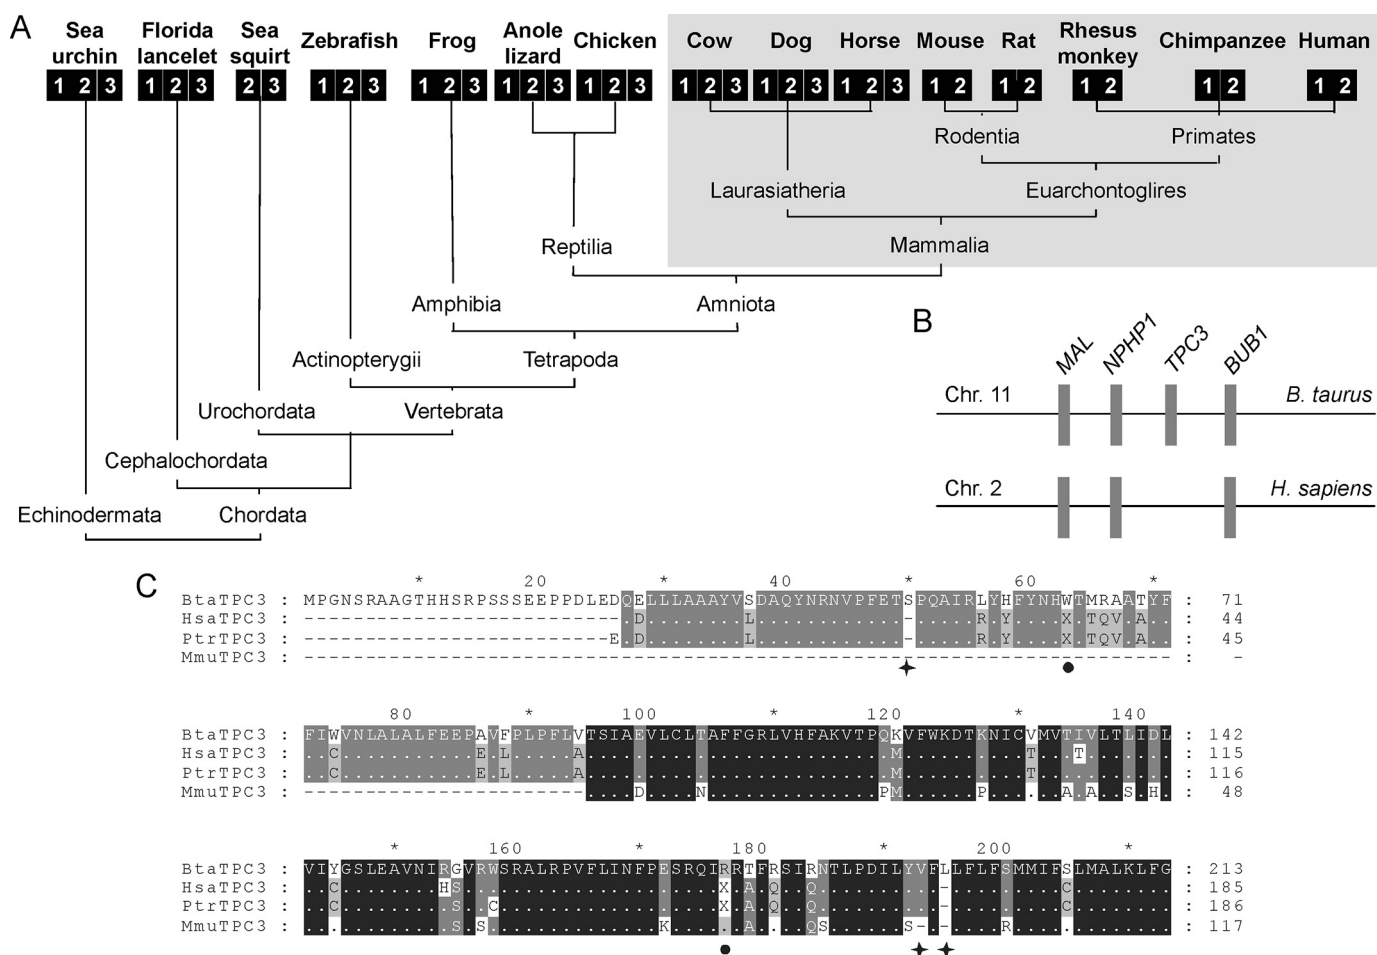 A
Sea urchin
Florida lancelet
Sea squirt
Zebrafish
Frog
Anole lizard
Chicken
Cow
Dog
Horse
Mouse
Rat
Rhesus monkey
Chimpanzee
Human
1 2 3
1 2 3
2 3
1 2 3
1 2 3
1 2 3
1 2 3
1 2 3
1 2 3
1 2 3
1 2
1 2
1 2
1 2
1 2
Rodentia
Primates
Laurasiatheria
Euarchontoglires
Reptilia
Mammalia
Amphibia
Amniota
Actinopterygii
Tetrapoda
Urochordata
Vertebrata
Cephalochordata
Echinodermata
Chordata
B
MAL
NPHP1
TPC3
BUB1
Chr. 11
B. taurus
Chr. 2
H. sapiens
C
* 20 * 40 * 60 *
BtaTPC3 : MPGNSRAAGTHHSRPSSSEEPPDLEDQELLLAAAYVSDAQYNRNVPFETSPQAIRLYHFYNHWTMRAATYF : 71
HsaTPC3 : --------------------------.D........L............-.....R.Y....X.TQV.A.. : 44
PtrTPC3 : -------------------------E.D........L............-.....R.Y....X.TQV.A.. : 45
MmuTPC3 : ----------------------------------------------------------------------- : -
80 * 100 * 120 * 140
BtaTPC3 : FIWVNLALALFEEPAVFPLPFLVTSIAEVLCLTAFFGRLVHFAKVTPQKVFWKDTKNICVMVTIVLTLIDL : 142
HsaTPC3 : ..C...........E.L.....A.........................M..........T...T....... : 115
PtrTPC3 : ..C...........E.L.....A.........................M..........T........... : 116
MmuTPC3 : -----------------------....D....N..............PM......P......A.A..S.H. : 48
* 160 * 180 * 200 *
BtaTPC3 : VIYGSLEAVNIRGVRWSRALRPVFLINFPESRQIRRTFRSIRNTLPDILYVFLLFLFSMMIFSLMALKLFG : 213
HsaTPC3 : ..C........HS.....................X.A.Q..Q..........-.........C........ : 185
PtrTPC3 : ..C.........S..C..................X.A.Q..Q..........-.........C........ : 186
MmuTPC3 : ............S.S..............K......A....QS......S-.-....R............. : 117